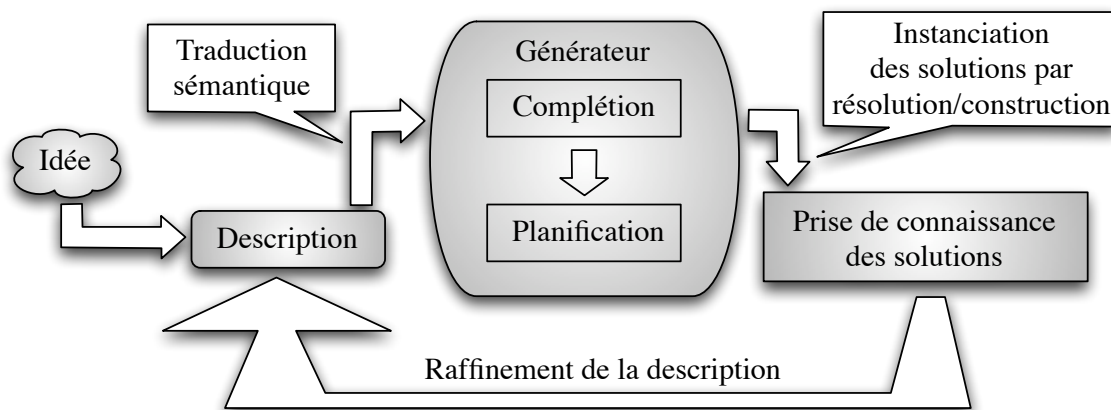 Traduction
sémantique
Générateur
Complétion
Planification
Instanciation
des solutions par
résolution/construction
Idée
Description
Prise de connaissance
des solutions
Raffinement de la description